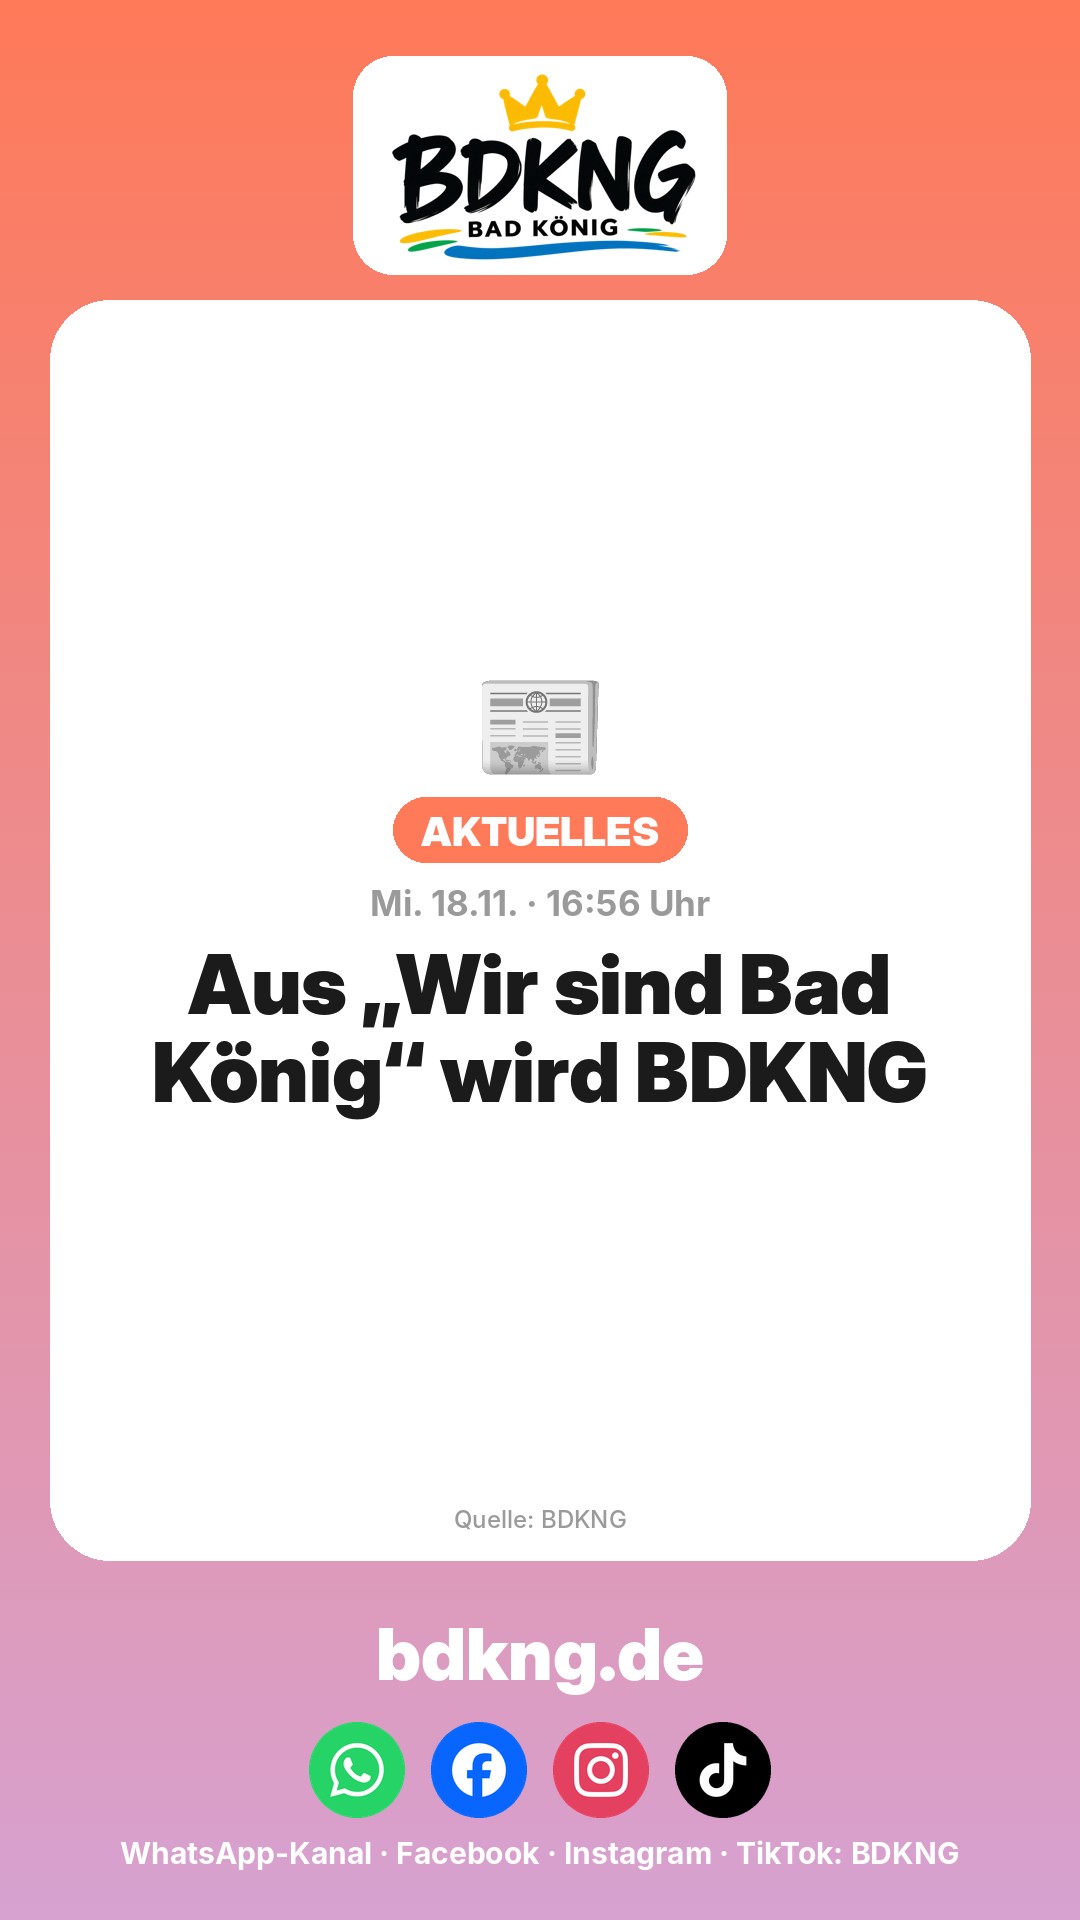 BDKNG
BAD KÖNIG
AKTUELLES
Mi. 18.11. · 16:56 Uhr
Aus „Wir sind Bad
König“ wird BDKNG
Quelle: BDKNG
bdkng.de
WhatsApp-Kanal · Facebook · Instagram · TikTok: BDKNG